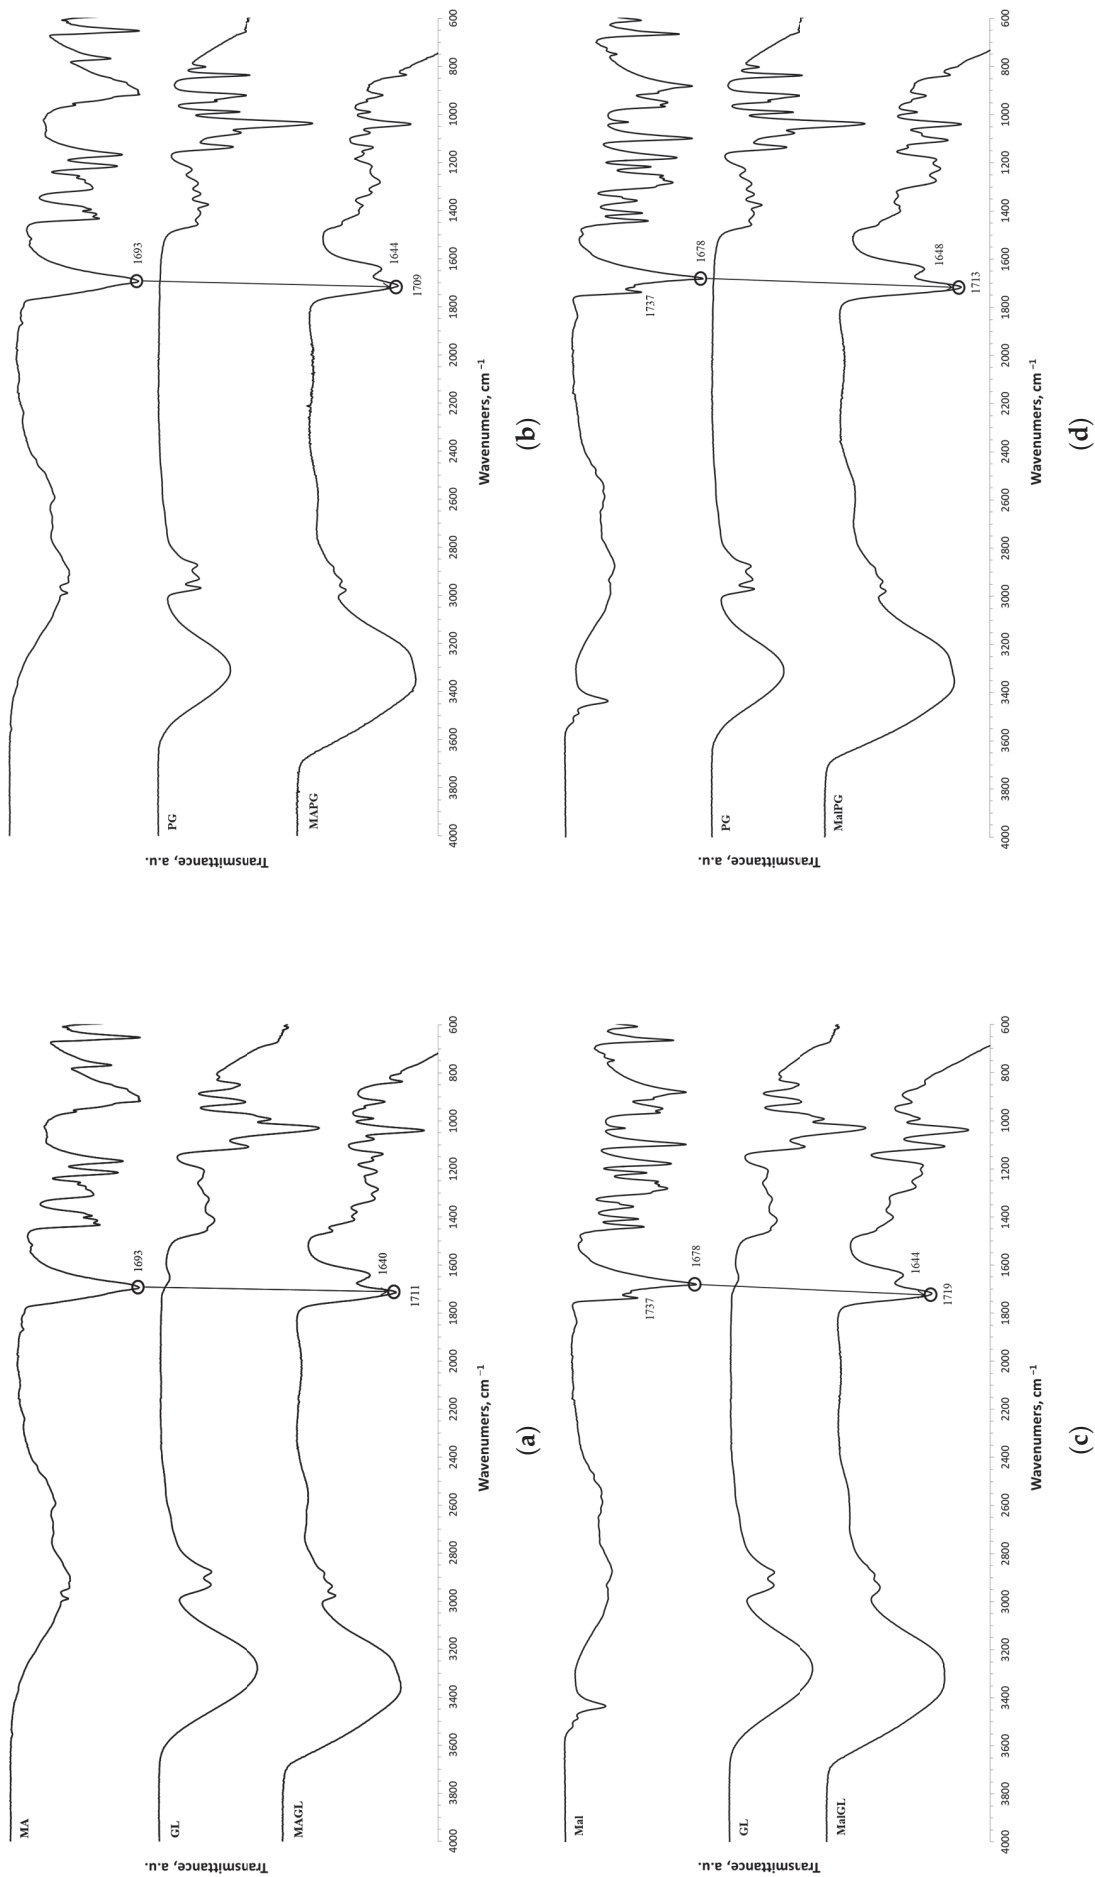 Transmittance, a.u.
MA
1693
GL
1640
MAGL
1711
4000 3800 3600 3400 3200 3000 2800 2600 2400 2200 2000 1800 1600 1400 1200 1000 800 600
Wavenumers, cm −1
(a)
Transmittance, a.u.
1693
PG
1644
MAPG
1709
4000 3800 3600 3400 3200 3000 2800 2600 2400 2200 2000 1800 1600 1400 1200 1000 800 600
Wavenumers, cm −1
(b)
Transmittance, a.u.
Mal
1737
1678
GL
MalGL
1644
1719
4000 3800 3600 3400 3200 3000 2800 2600 2400 2200 2000 1800 1600 1400 1200 1000 800 600
Wavenumers, cm −1
(c)
Transmittance, a.u.
1737
1678
PG
MalPG
1648
1713
4000 3800 3600 3400 3200 3000 2800 2600 2400 2200 2000 1800 1600 1400 1200 1000 800 600
Wavenumers, cm −1
(d)